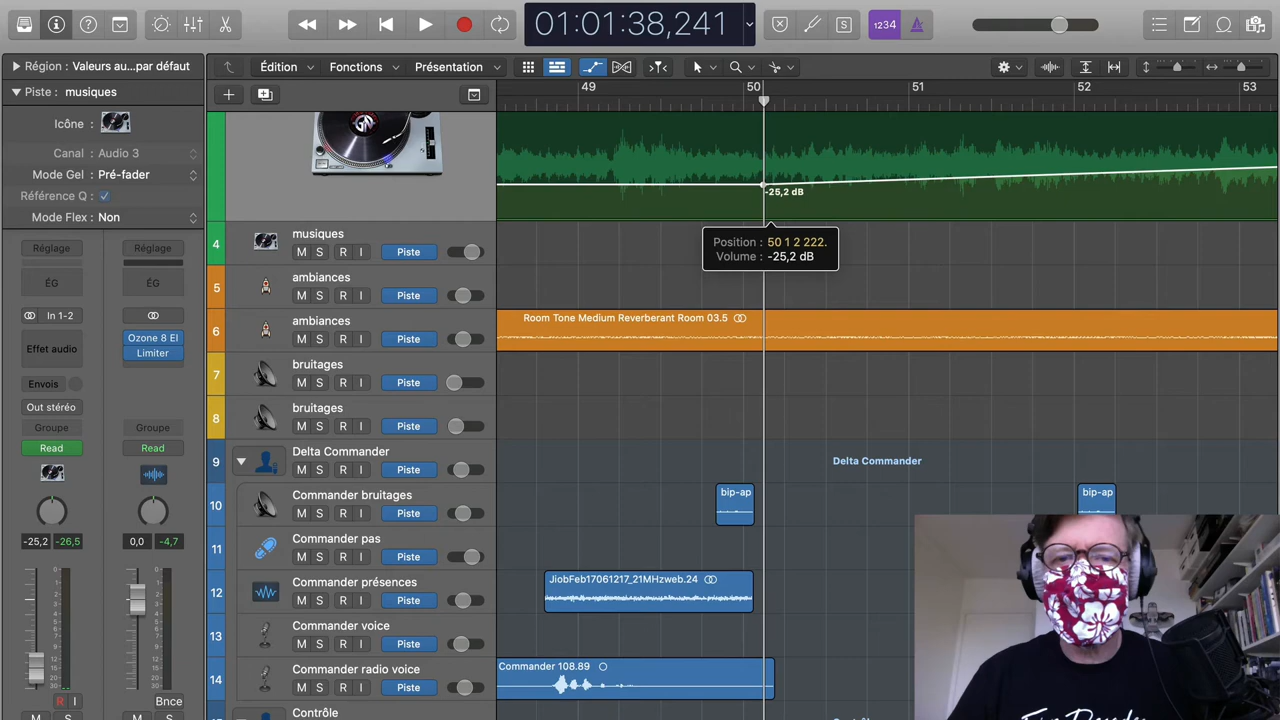 01:01:38,241
1234
S
Région : Valeurs au...par défaut
Édition
Fonctions
Présentation
Piste : musiques
49
50
51
52
53
Icône :
Canal : Audio 3
Mode Gel : Pré-fader
Référence Q :
Mode Flex : Non
-25,2 dB
Position : 50 1 2 222.
Volume : -25,2 dB
Réglage
Réglage
ÉG
ÉG
In 1-2
Effet audio
Ozone 8 El
Limiter
Envois
Out stéréo
Groupe
Groupe
Read
Read
-25,2
-26,5
0,0
-4,7
R
I
Bnce
M
S
M
S
4
musiques
M S R I Piste
5
ambiances
M S R I Piste
6
ambiances
M S R I Piste
Room Tone Medium Reverberant Room 03.5
7
bruitages
M S R I Piste
8
bruitages
M S R I Piste
9
Delta Commander
M S R I Piste
Delta Commander
10
Commander bruitages
M S R I Piste
bip-ap
bip-ap
11
Commander pas
M S R I Piste
12
Commander présences
M S R I Piste
JiobFeb17061217_21MHzweb.24
13
Commander voice
M S R I Piste
14
Commander radio voice
M S R I Piste
Commander 108.89
Contrôle